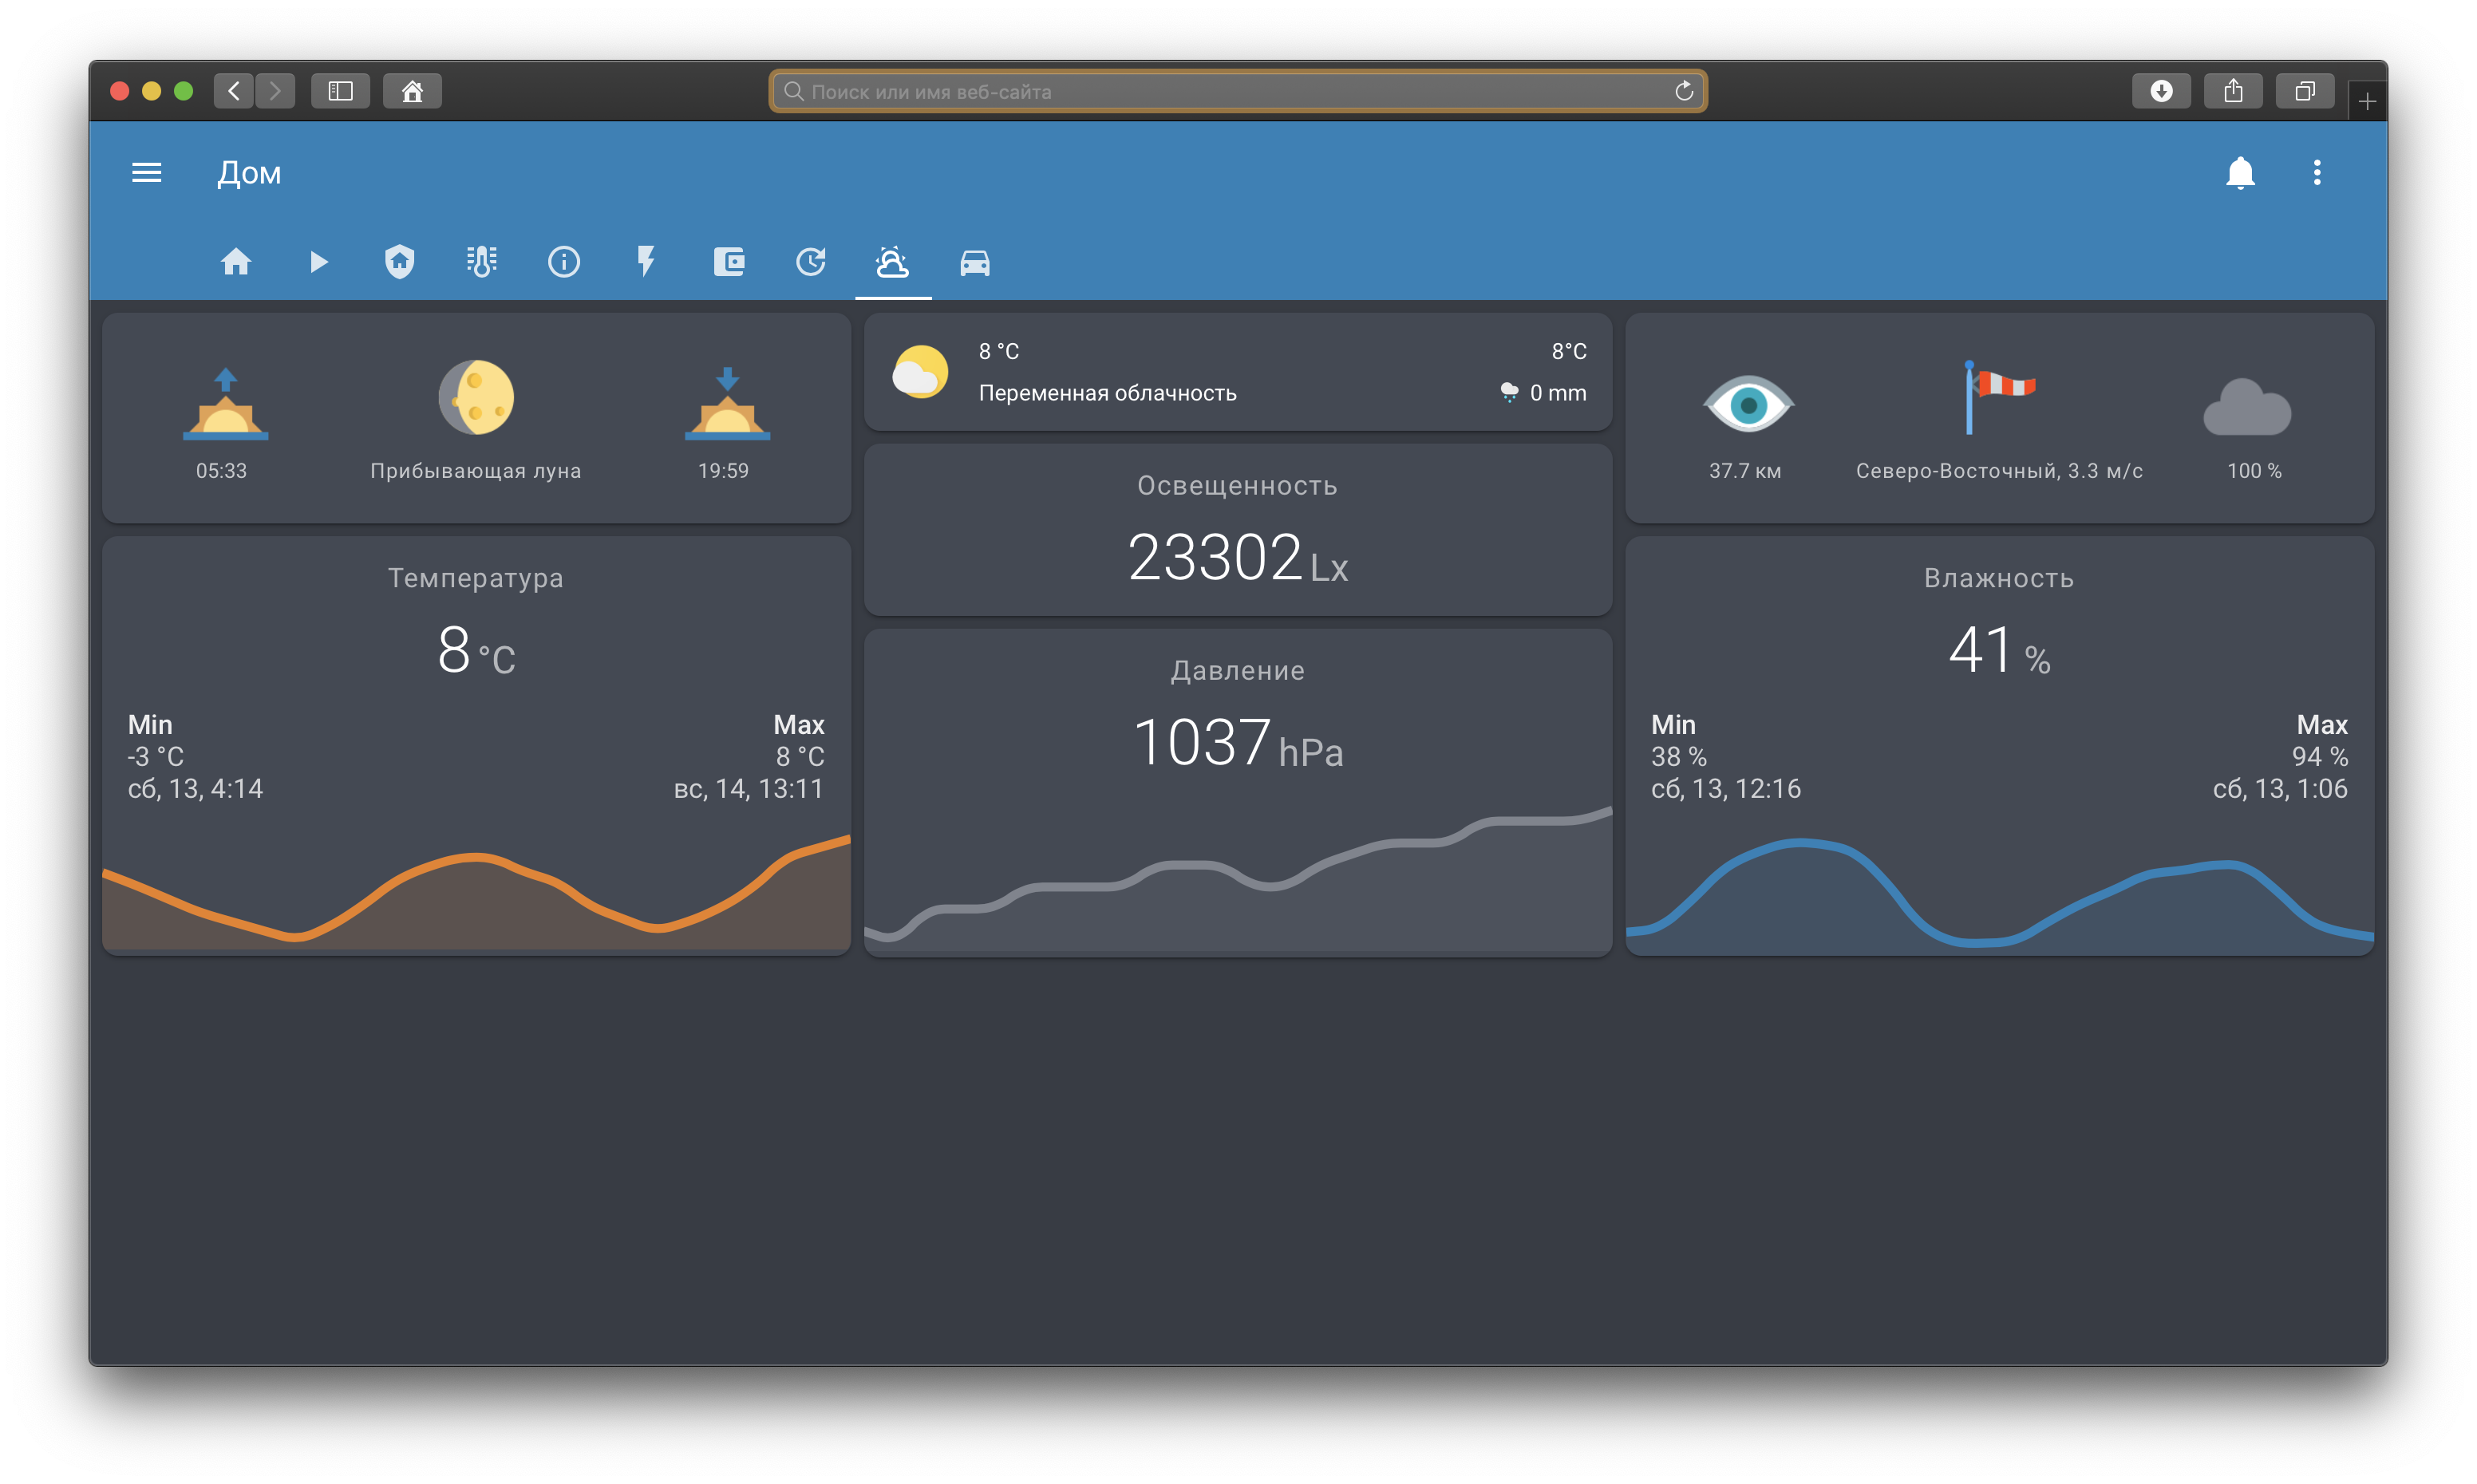 Поиск или имя веб-сайта
Дом
05:33
Прибывающая луна
19:59
8 °C
8°C
Переменная облачность
0 mm
37.7 км
Северо-Восточный, 3.3 м/с
100 %
Температура
8 °C
Min
Max
-3 °C
8 °C
сб, 13, 4:14
вс, 14, 13:11
Освещенность
23302 Lx
Давление
1037 hPa
Влажность
41 %
Min
Max
38 %
94 %
сб, 13, 12:16
сб, 13, 1:06